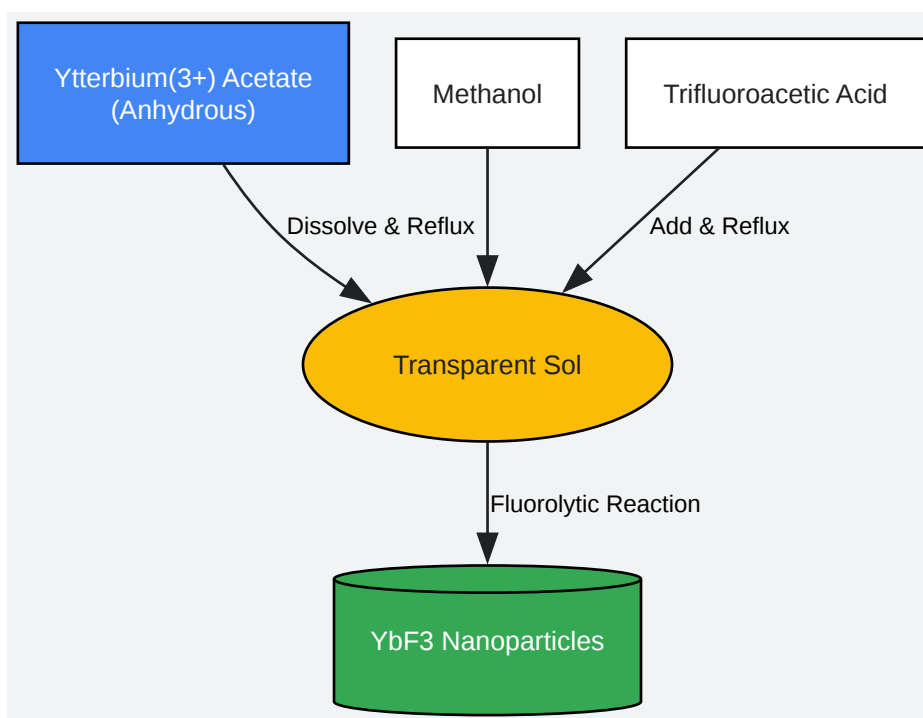 Ytterbium(3+) Acetate
(Anhydrous)
Methanol
Trifluoroacetic Acid
Dissolve & Reflux
Add & Reflux
Transparent Sol
Fluorolytic Reaction
YbF3 Nanoparticles